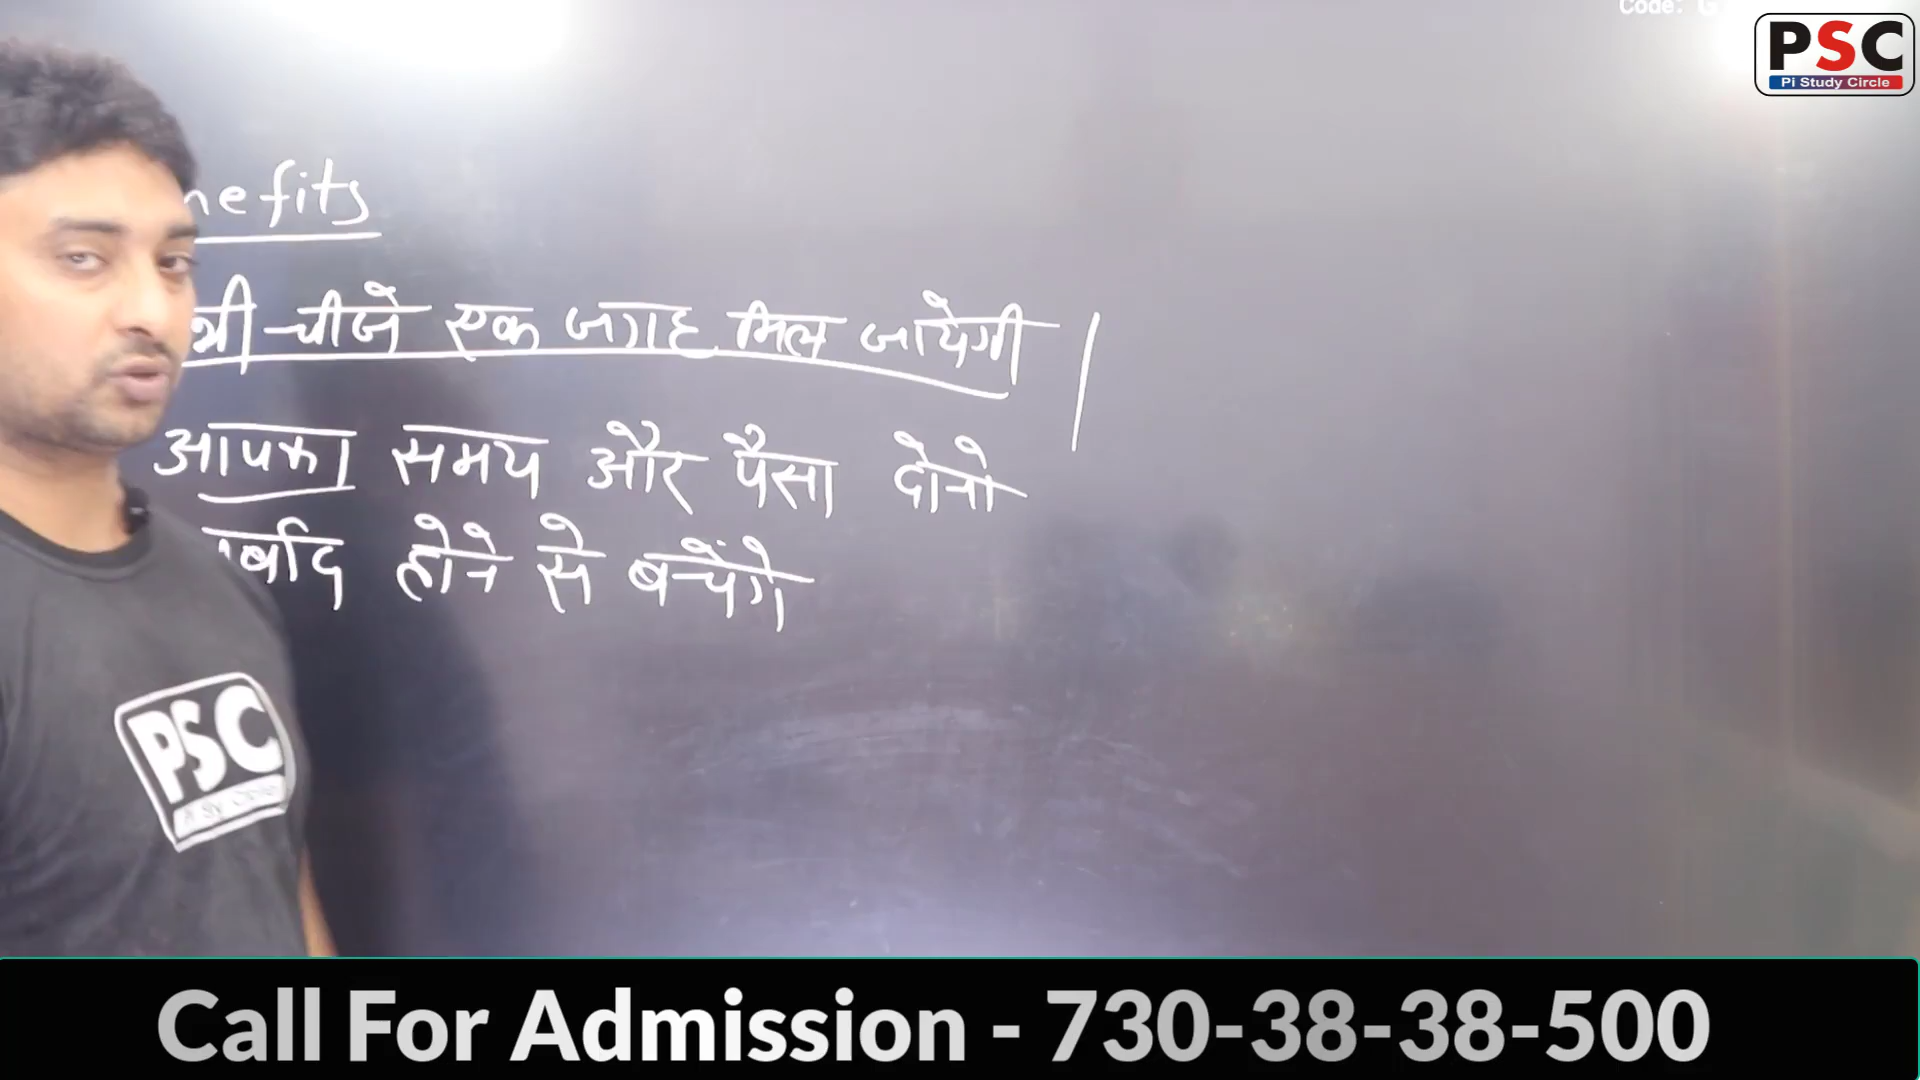 Code: G
PSC
Pi Study Circle
nefits
भी चीजे एक जगह मिल जायेगी
आपका समय और पैसा दोनो
र्बाद होने से बचेंगे
PSC
Call For Admission - 730-38-38-500